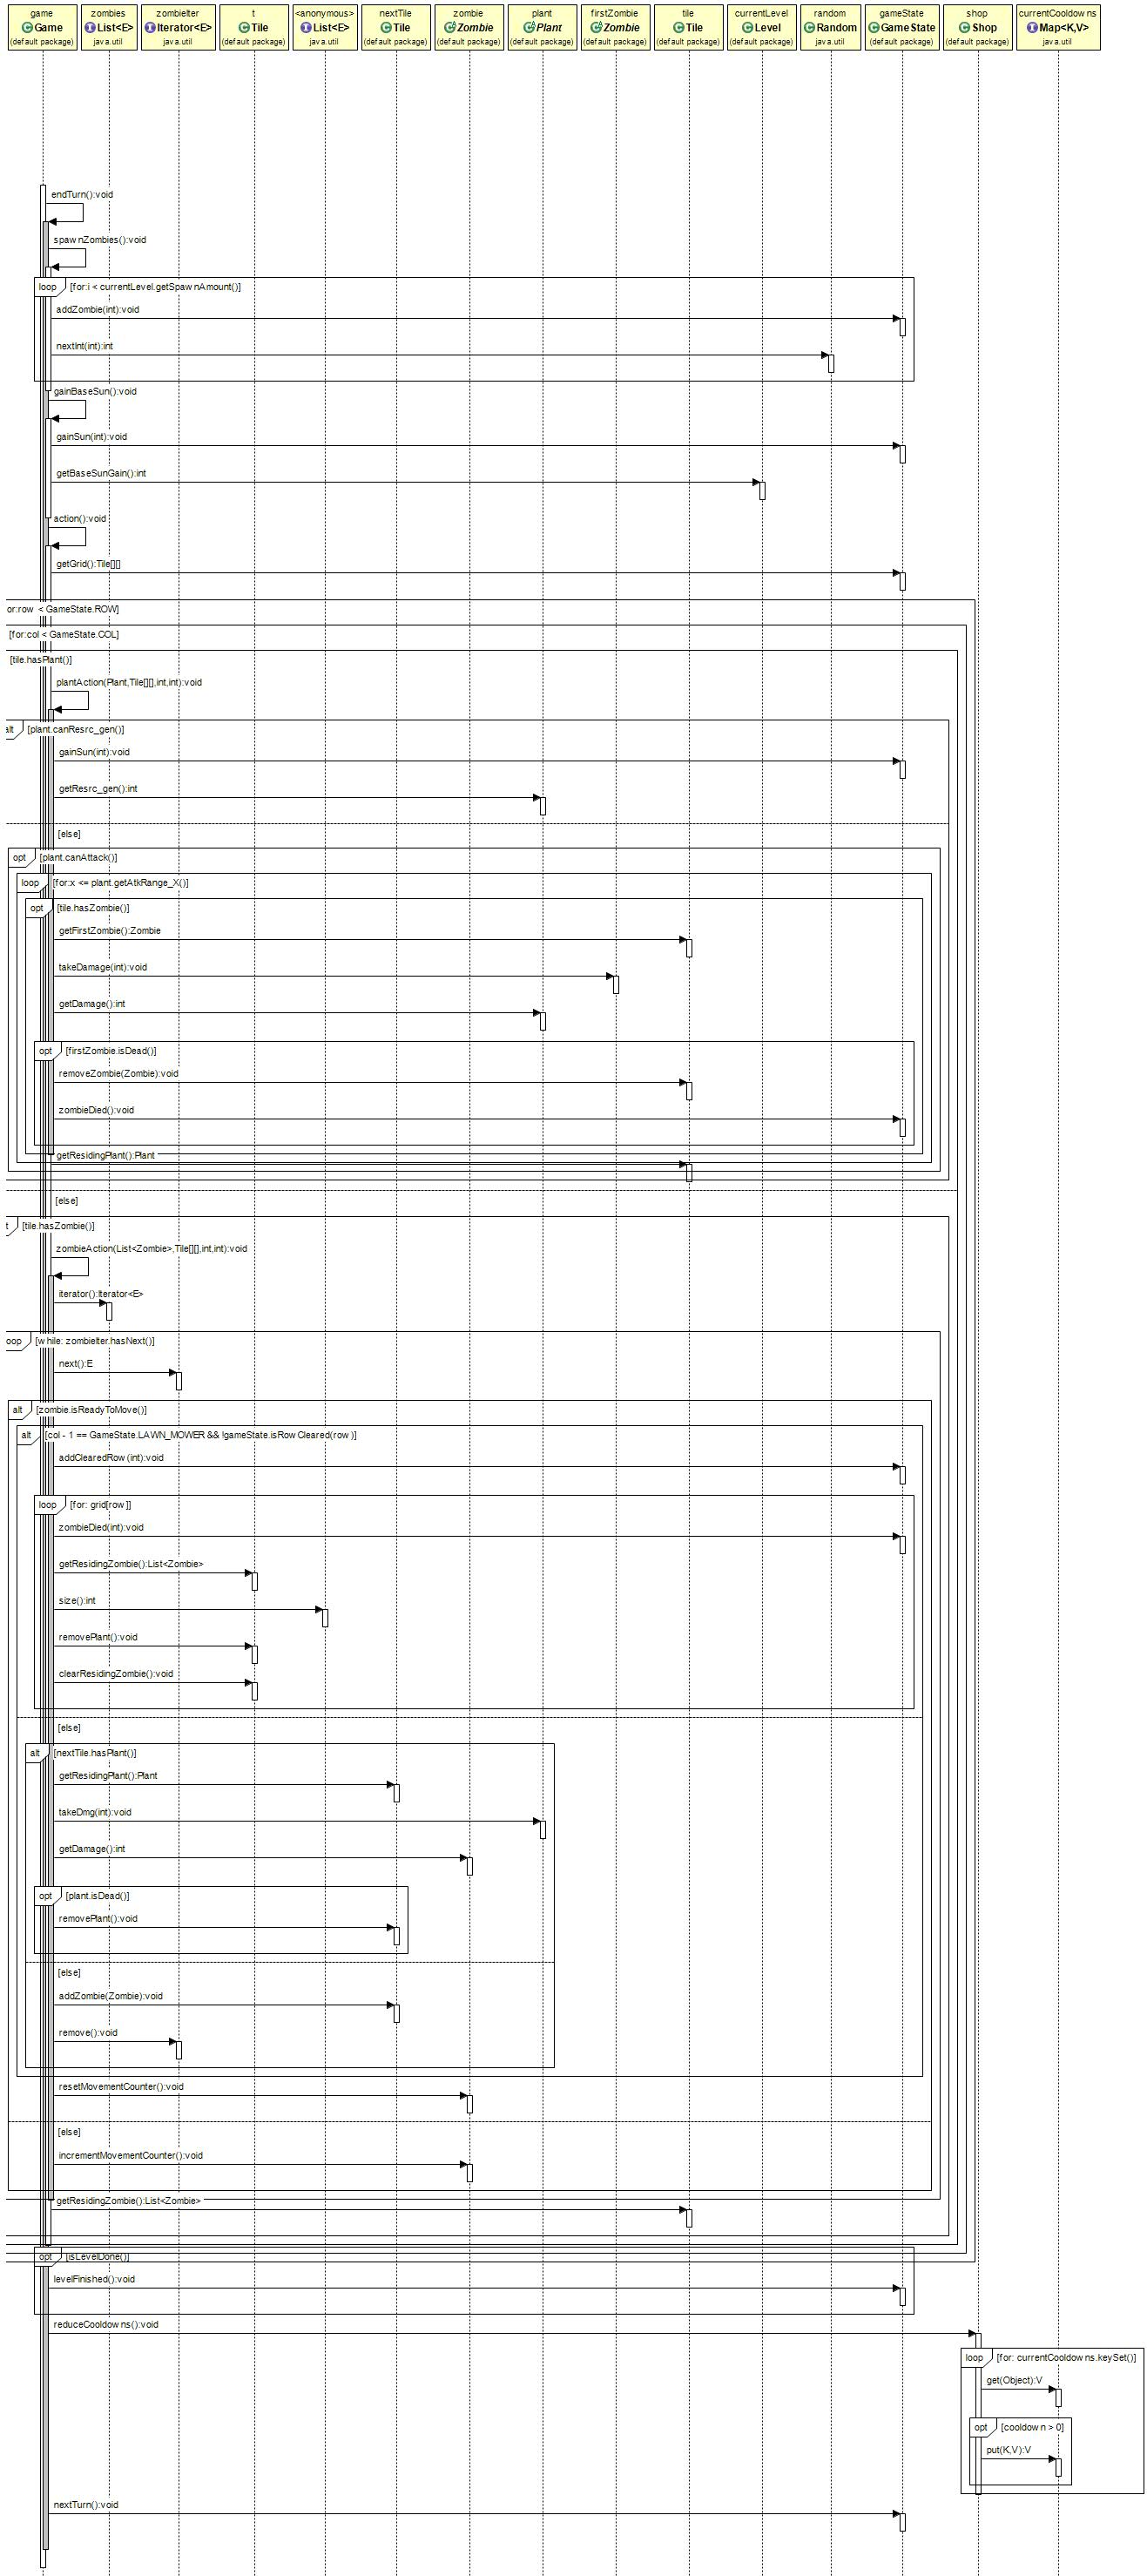 game zombies zombieIter t <anonymous> nextTile zombie plant firstZombie tile currentLevel random gameState shop currentCooldowns
Game List<E> Iterator<E> Tile List<E> Tile Zombie Plant Zombie Tile Level Random GameState Shop Map<K,V>
(default package) java.util java.util (default package) java.util (default package) (default package) (default package) (default package) (default package) (default package) java.util (default package) (default package) java.util
endTurn():void
spawnZombies():void
loop [for:i < currentLevel.getSpawnAmount()]
addZombie(int):void
nextInt(int):int
gainBaseSun():void
gainSun(int):void
getBaseSunGain():int
action():void
getGrid():Tile[][]
or:row < GameState.ROW]
[for:col < GameState.COL]
[tile.hasPlant()]
plantAction(Plant,Tile[][],int,int):void
alt [plant.canResrc_gen()]
gainSun(int):void
getResrc_gen():int
[else]
opt [plant.canAttack()]
loop [for:x <= plant.getAtkRange_X()]
opt [tile.hasZombie()]
getFirstZombie():Zombie
takeDamage(int):void
getDamage():int
opt [firstZombie.isDead()]
removeZombie(Zombie):void
zombieDied():void
getResidingPlant():Plant
[else]
t [tile.hasZombie()]
zombieAction(List<Zombie>,Tile[][],int,int):void
iterator():Iterator<E>
oop [while: zombieIter.hasNext()]
next():E
alt [zombie.isReadyToMove()]
alt [col - 1 == GameState.LAWN_MOWER && !gameState.isRowCleared(row)]
addClearedRow(int):void
loop [for: grid[row]]
zombieDied(int):void
getResidingZombie():List<Zombie>
size():int
removePlant():void
clearResidingZombie():void
[else]
alt [nextTile.hasPlant()]
getResidingPlant():Plant
takeDmg(int):void
getDamage():int
opt [plant.isDead()]
removePlant():void
[else]
addZombie(Zombie):void
remove():void
resetMovementCounter():void
[else]
incrementMovementCounter():void
getResidingZombie():List<Zombie>
opt [isLevelDone()]
levelFinished():void
reduceCooldowns():void
loop [for: currentCooldowns.keySet()]
get(Object):V
opt [cooldown > 0]
put(K,V):V
nextTurn():void